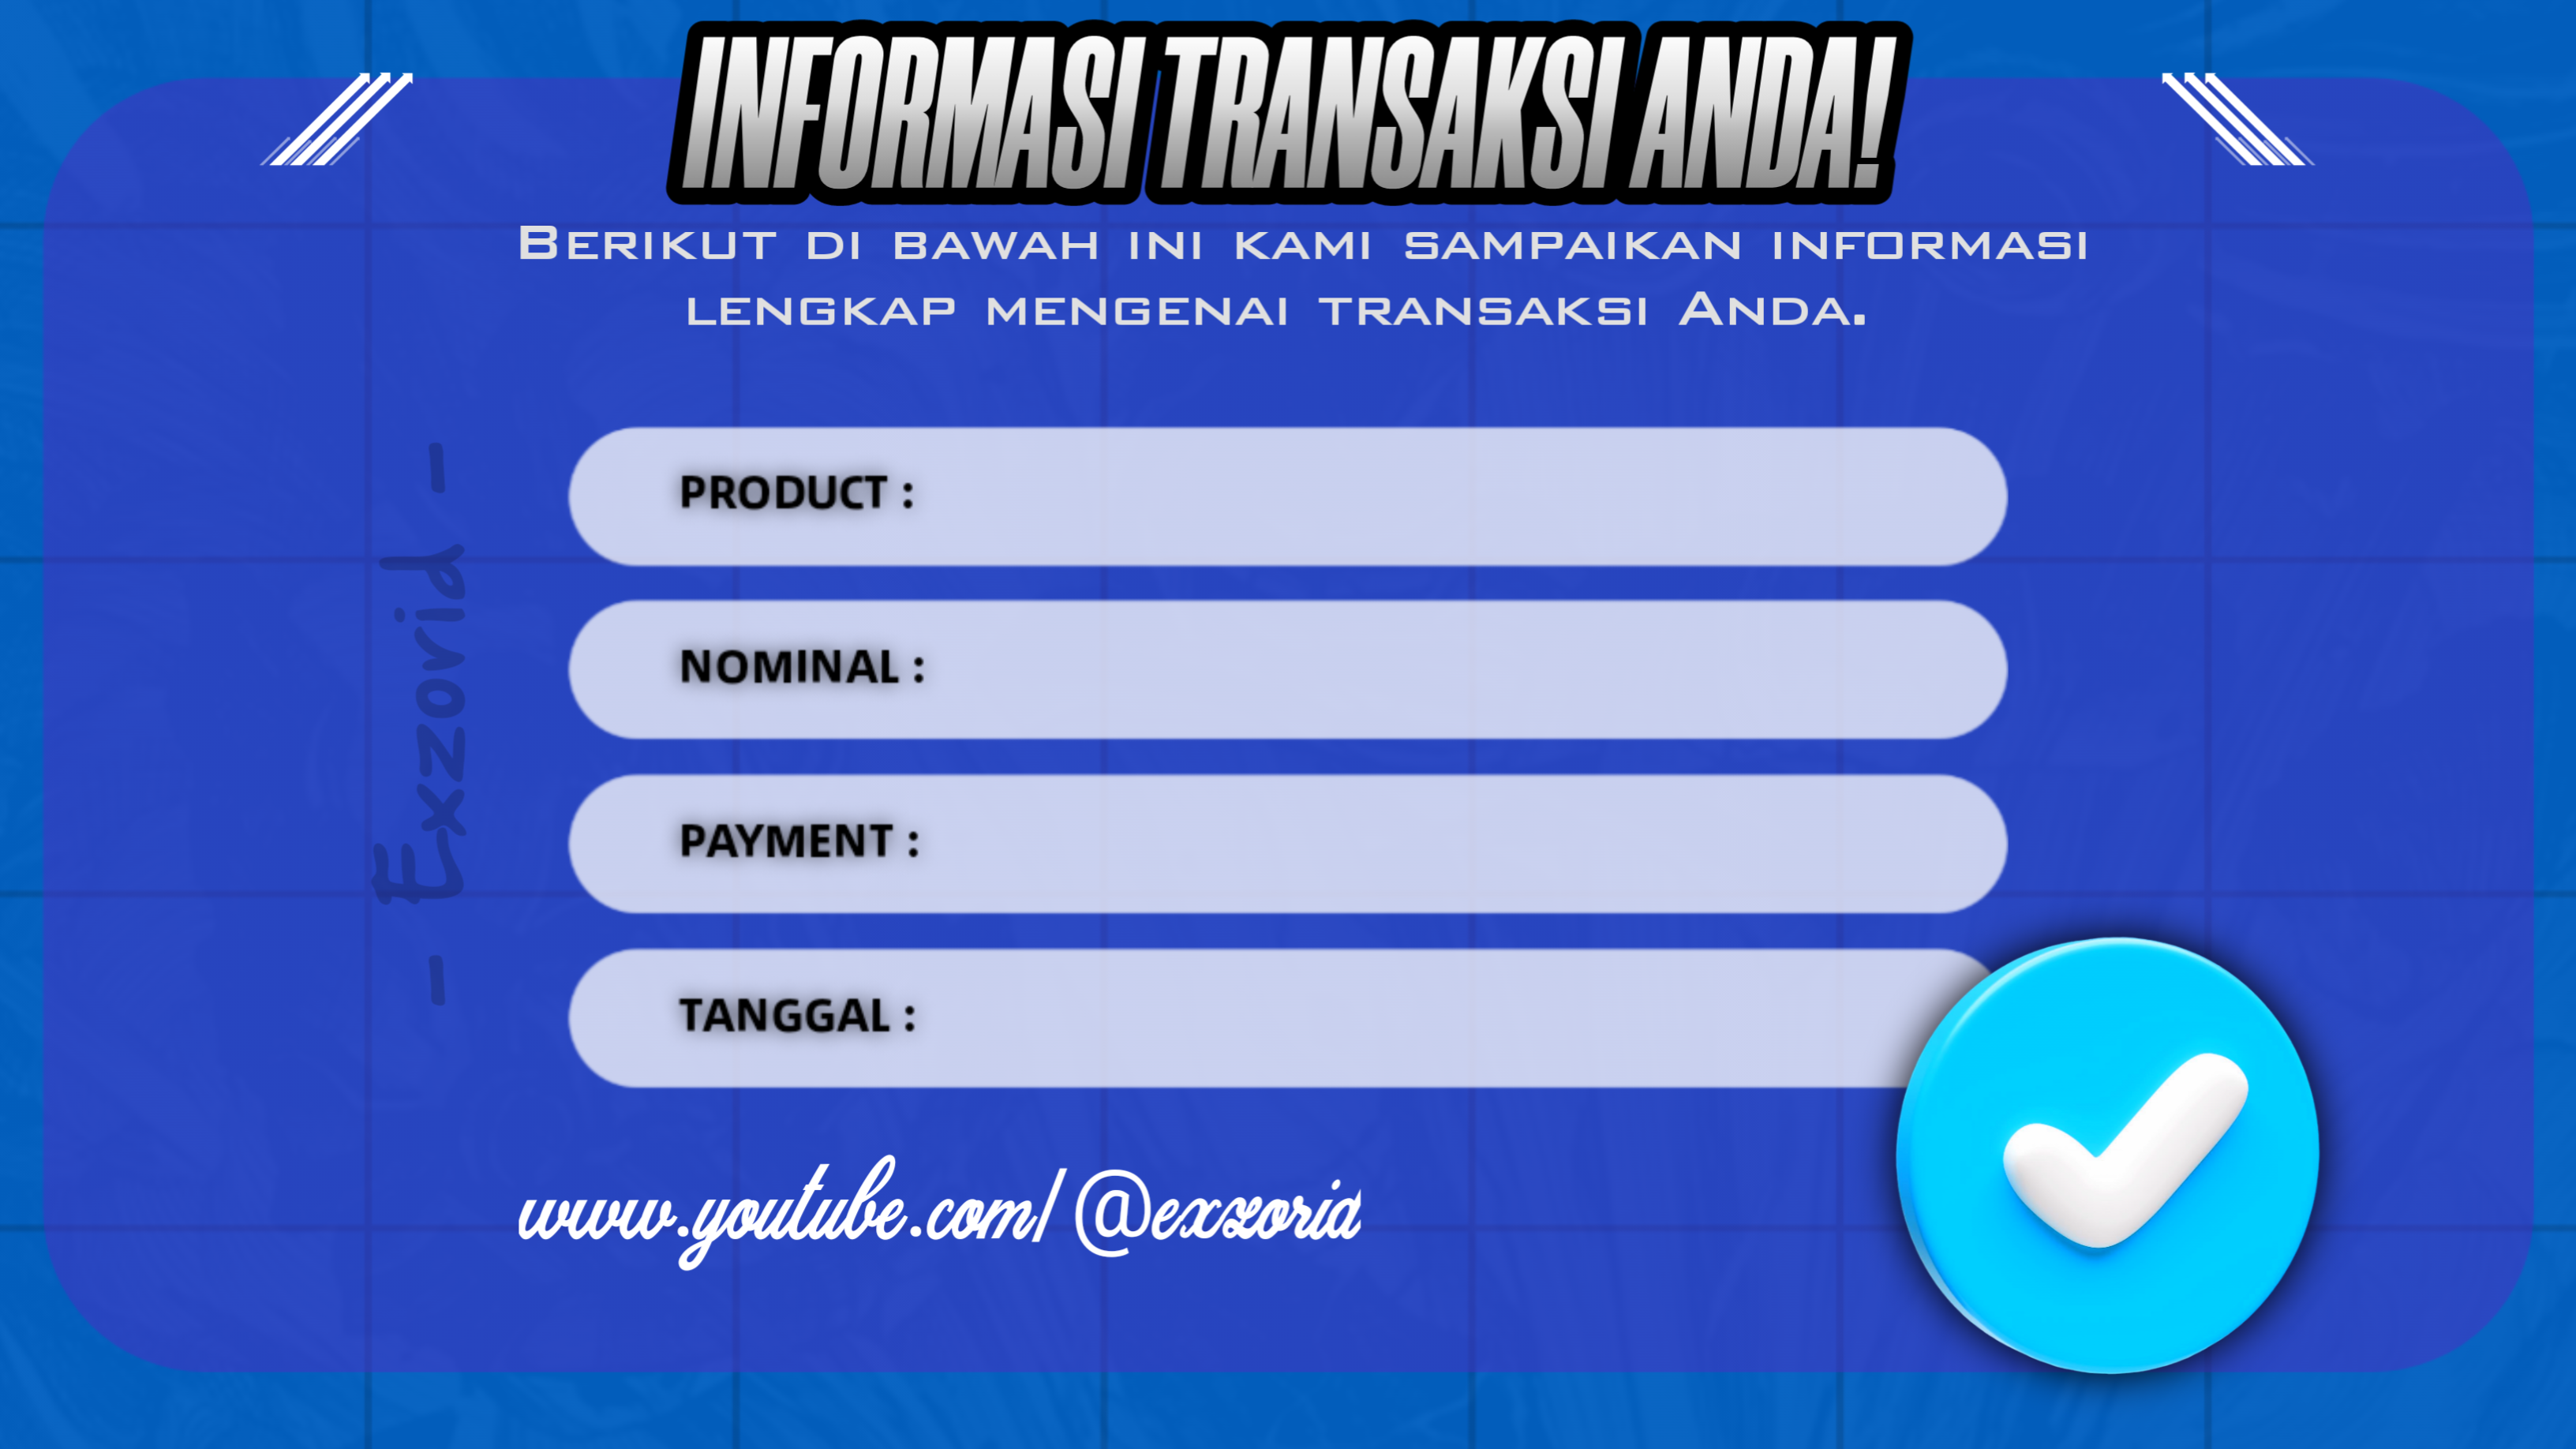 INFORMASI TRANSAKSI ANDA!
Berikut di bawah ini kami sampaikan informasi
lengkap mengenai transaksi Anda.
PRODUCT :
NOMINAL :
PAYMENT :
TANGGAL :
- Exzorid -
www.youtube.com/@exzorid